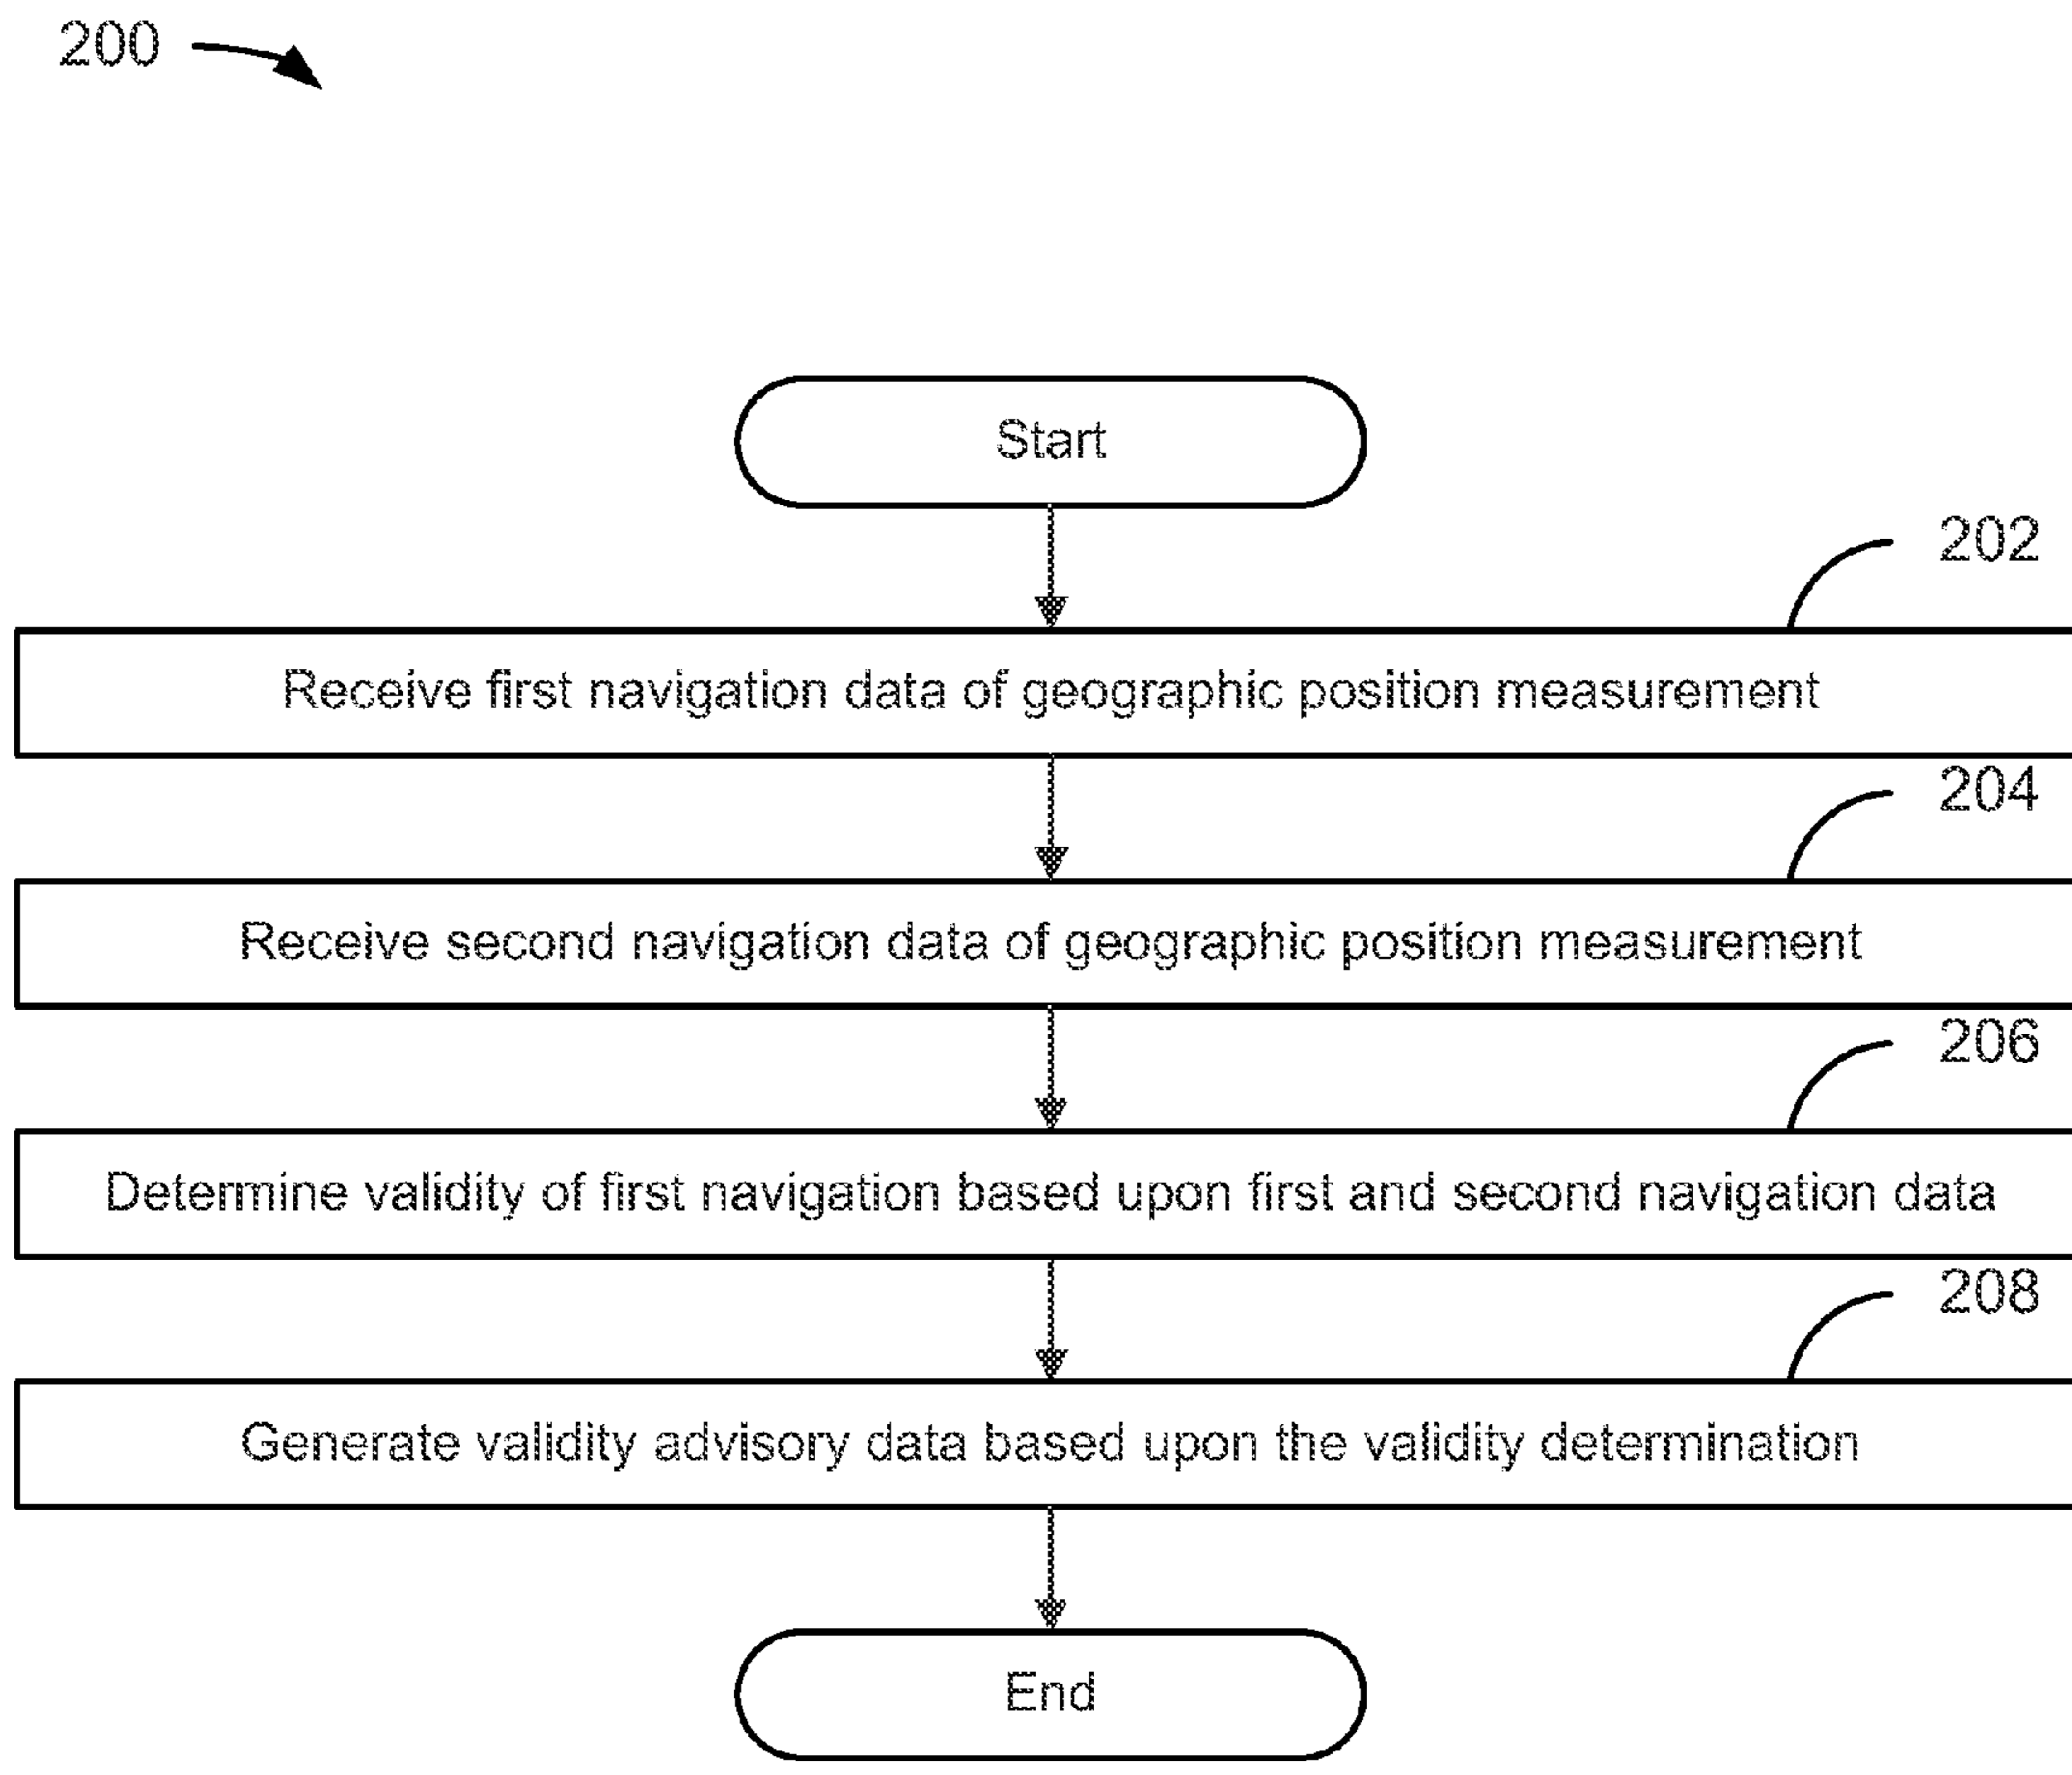 200
Start
202
Receive first navigation data of geographic position measurement
204
Receive second navigation data of geographic position measurement
206
Determine validity of first navigation based upon first and second navigation data
208
Generate validity advisory data based upon the validity determination
End